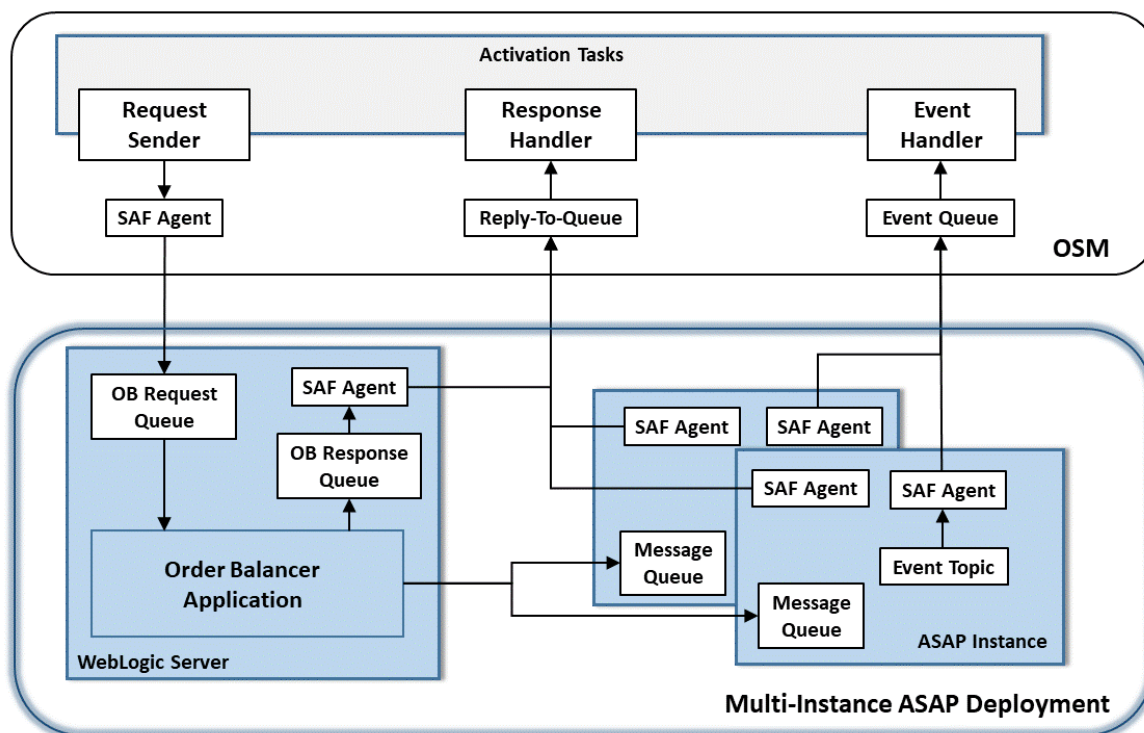 Activation Tasks
Request
Sender
Response
Handler
Event
Handler
SAF Agent
Reply-To-Queue
Event Queue
OSM
OB Request
Queue
SAF Agent
OB Response
Queue
Order Balancer
Application
WebLogic Server
SAF Agent
SAF Agent
SAF Agent
SAF Agent
Message
Queue
Event Topic
Message
Queue
ASAP Instance
Multi-Instance ASAP Deployment